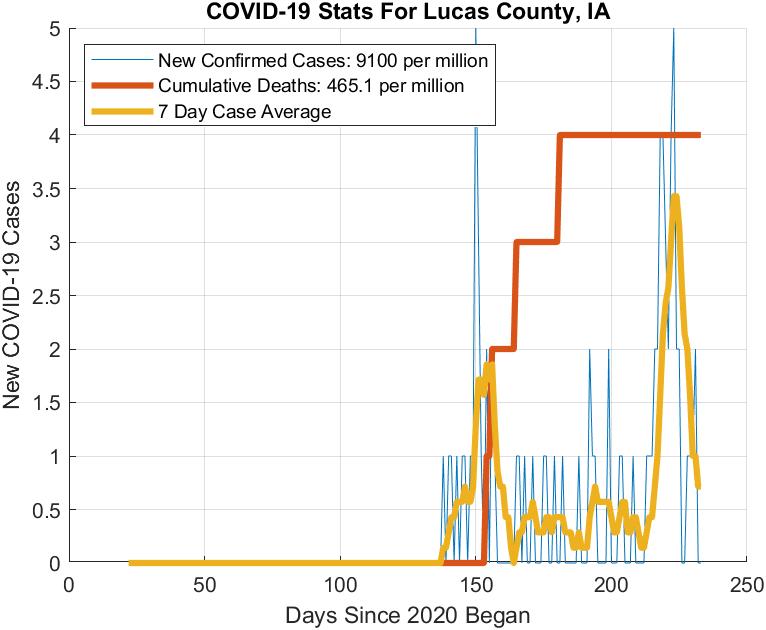 COVID-19 Stats For Lucas County, IA
New Confirmed Cases: 9100 per million
Cumulative Deaths: 465.1 per million
7 Day Case Average
New COVID-19 Cases
5
4.5
4
3.5
3
2.5
2
1.5
1
0.5
0
0 50 100 150 200 250
Days Since 2020 Began